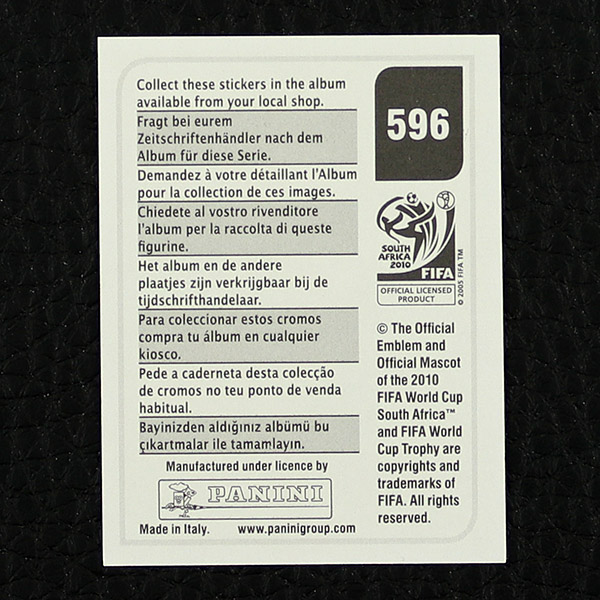 Collect these stickers in the album
available from your local shop.
Fragt bei eurem
Zeitschriftenhändler nach dem
Album für diese Serie.
Demandez à votre détaillant l'Album
pour la collection de ces images.
Chiedete al vostro rivenditore
l'album per la raccolta di queste
figurine.
Het album en de andere
plaatjes zijn verkrijgbaar bij de
tijdschrifthandelaar.
Para coleccionar estos cromos
compra tu álbum en cualquier
kiosco.
Pede a caderneta desta colecção
de cromos no teu ponto de venda
habitual.
Bayinizden aldığınız albümü bu
çıkartmalar ile tamamlayın.
Manufactured under licence by
PANINI
Made in Italy. www.paninigroup.com
596
SOUTH
AFRICA
2010
FIFA
© 2005 FIFA TM
OFFICIAL LICENSED
PRODUCT
© The Official
Emblem and
Official Mascot
of the 2010
FIFA World Cup
South Africa™
and FIFA World
Cup Trophy are
copyrights and
trademarks of
FIFA. All rights
reserved.